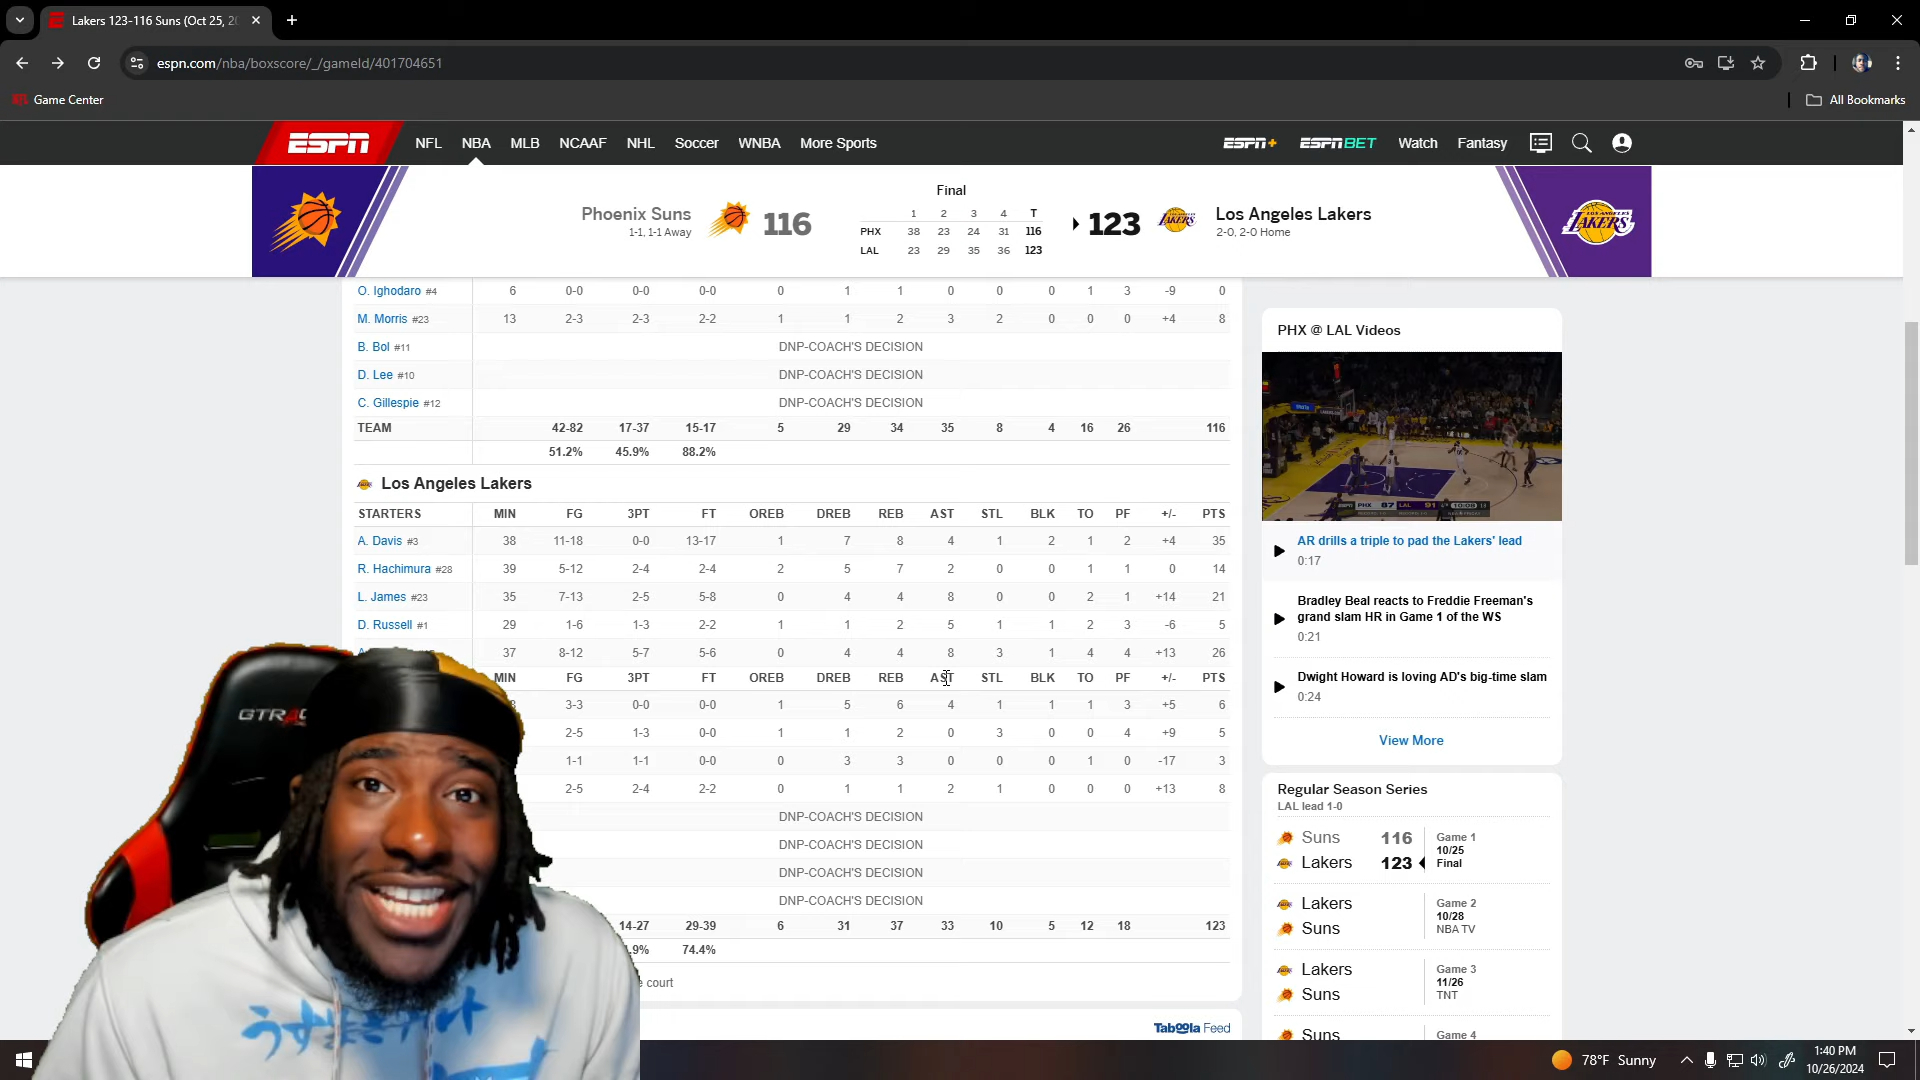 Lakers 123-116 Suns (Oct 25, 20
espn.com/nba/boxscore/_/gameId/401704651
Game Center
All Bookmarks
ESPN NFL NBA MLB NCAAF NHL Soccer WNBA More Sports ESPN+ ESPN BET Watch Fantasy
Final
Phoenix Suns 116
1-1, 1-1 Away
1 2 3 4 T
PHX 38 23 24 31 116
LAL 23 29 35 36 123
123 LAKERS Los Angeles Lakers
2-0, 2-0 Home
LAKERS
O. Ighodaro #4 6 0-0 0-0 0-0 0 1 1 0 0 0 1 3 -9 0
M. Morris #23 13 2-3 2-3 2-2 1 1 2 3 2 0 0 0 +4 8
B. Bol #11 DNP-COACH'S DECISION
D. Lee #10 DNP-COACH'S DECISION
C. Gillespie #12 DNP-COACH'S DECISION
TEAM 42-82 17-37 15-17 5 29 34 35 8 4 16 26 116
51.2% 45.9% 88.2%
Los Angeles Lakers
STARTERS MIN FG 3PT FT OREB DREB REB AST STL BLK TO PF +/- PTS
A. Davis #3 38 11-18 0-0 13-17 1 7 8 4 1 2 1 2 +4 35
R. Hachimura #28 39 5-12 2-4 2-4 2 5 7 2 0 0 1 1 0 14
L. James #23 35 7-13 2-5 5-8 0 4 4 8 0 0 2 1 +14 21
D. Russell #1 29 1-6 1-3 2-2 1 1 2 5 1 1 2 3 -6 5
37 8-12 5-7 5-6 0 4 4 8 3 1 4 4 +13 26
MIN FG 3PT FT OREB DREB REB AST STL BLK TO PF +/- PTS
3-3 0-0 0-0 1 5 6 4 1 1 1 3 +5 6
2-5 1-3 0-0 1 1 2 0 3 0 0 4 +9 5
1-1 1-1 0-0 0 3 3 0 0 0 1 0 -17 3
2-5 2-4 2-2 0 1 1 2 1 0 0 0 +13 8
DNP-COACH'S DECISION
DNP-COACH'S DECISION
DNP-COACH'S DECISION
DNP-COACH'S DECISION
14-27 29-39 6 31 37 33 10 5 12 18 123
.9% 74.4%
court
Taboola Feed
PHX @ LAL Videos
PHX 87 LAL 91
AR drills a triple to pad the Lakers' lead
0:17
Bradley Beal reacts to Freddie Freeman's
grand slam HR in Game 1 of the WS
0:21
Dwight Howard is loving AD's big-time slam
0:24
View More
Regular Season Series
LAL lead 1-0
Suns 116 Game 1
10/25
Lakers 123 Final
Lakers Game 2
10/28
Suns NBA TV
Lakers Game 3
11/26
Suns TNT
Suns Game 4
78°F Sunny
1:40 PM
10/26/2024